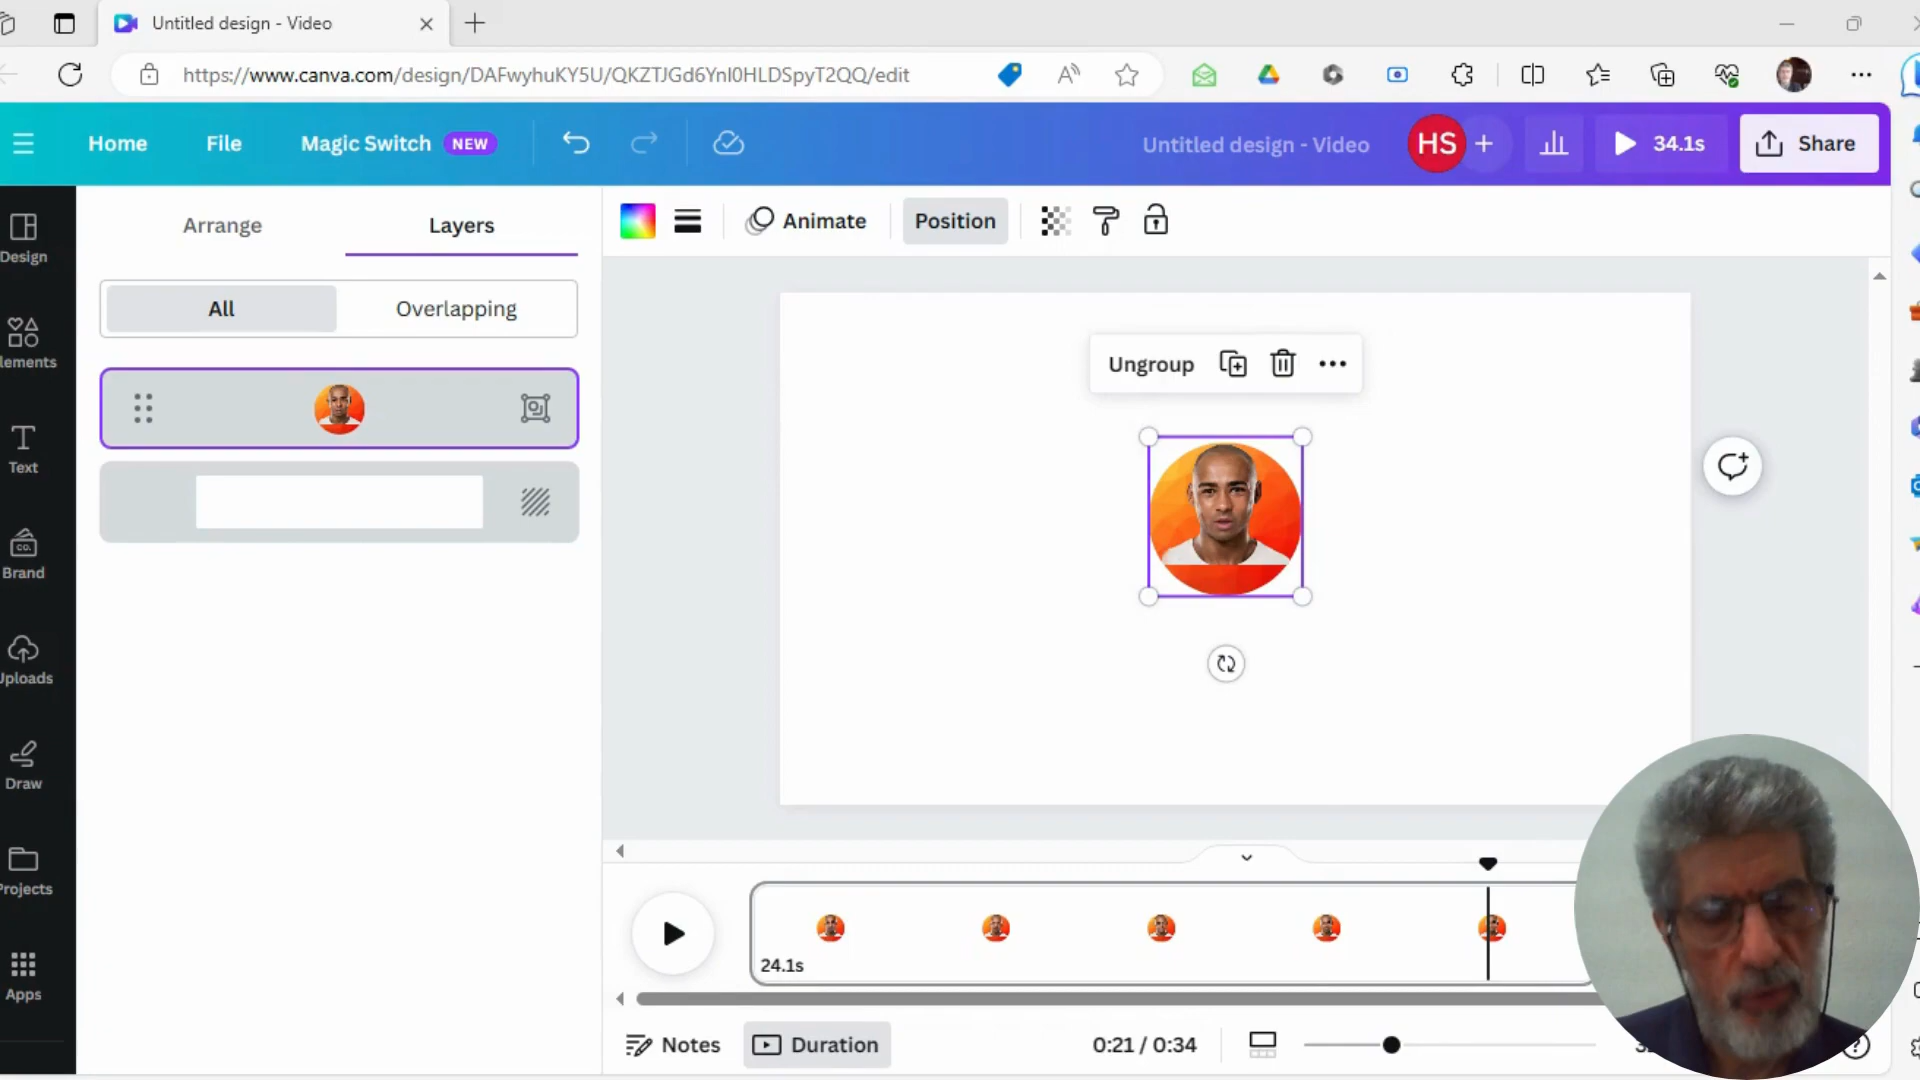 Untitled design - Video
https://www.canva.com/design/DAFwyhuKY5U/QKZTJGd6YnI0HLDSpyT2QQ/edit
Home File Magic Switch NEW
Untitled design - Video HS 34.1s Share
Arrange Layers
Animate Position
All Overlapping
Design
lements
Text
Brand
Uploads
Draw
Projects
Apps
CO.
Ungroup
24.1s
Notes Duration 0:21 / 0:34